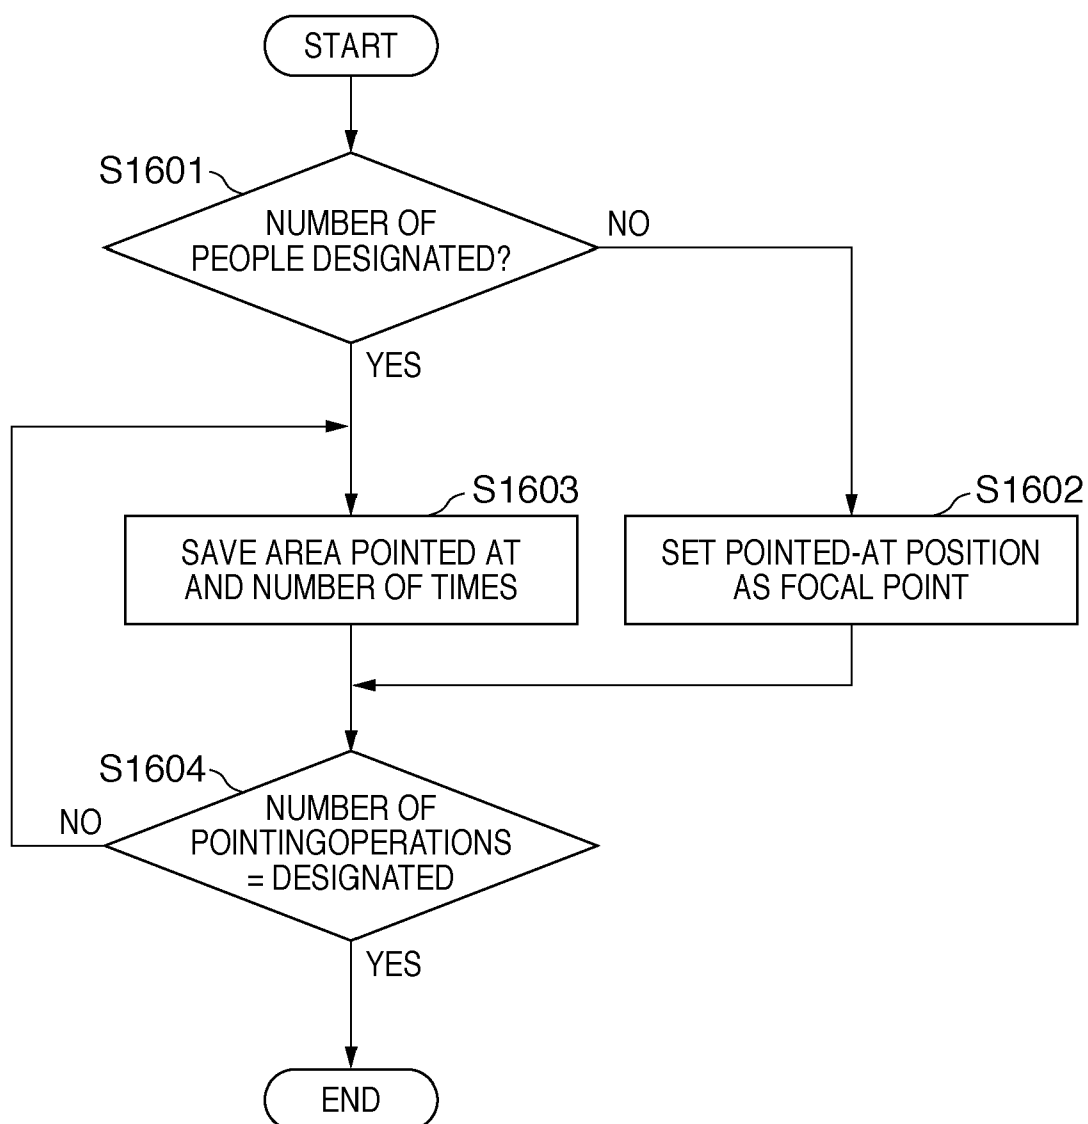 START
S1601
NUMBER OF
PEOPLE DESIGNATED?
NO
YES
S1603
SAVE AREA POINTED AT
AND NUMBER OF TIMES
S1602
SET POINTED-AT POSITION
AS FOCAL POINT
S1604
NUMBER OF
POINTINGOPERATIONS
= DESIGNATED
NO
YES
END